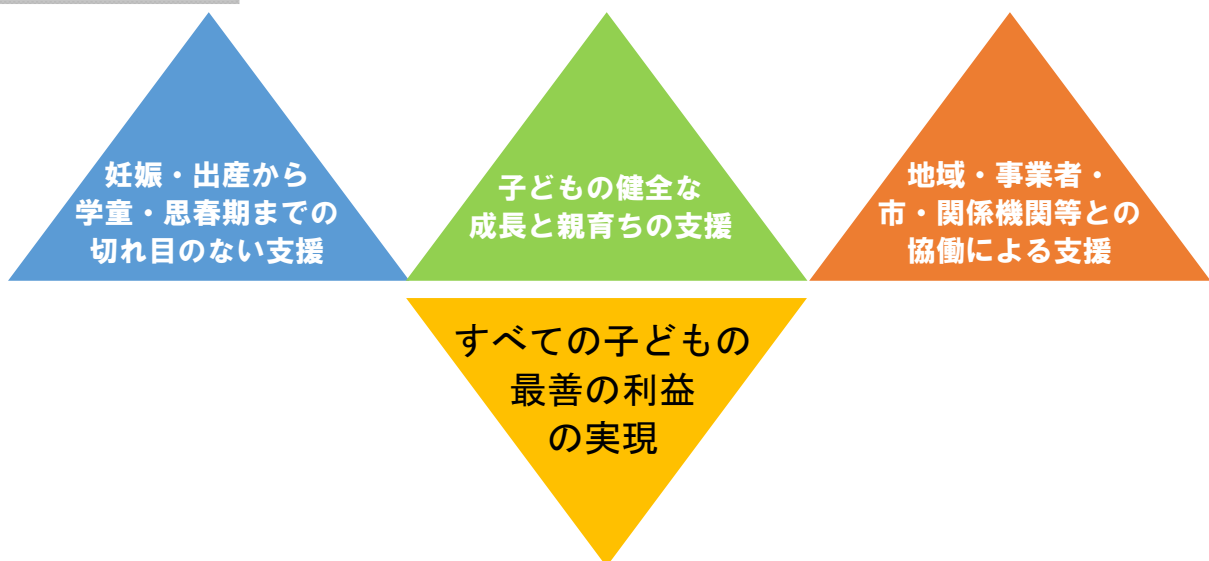 妊娠・出産から
学童・思春期までの
切れ目のない支援
子どもの健全な
成長と親育ちの支援
地域・事業者・
市・関係機関等との
協働による支援
すべての子どもの
最善の利益
の実現